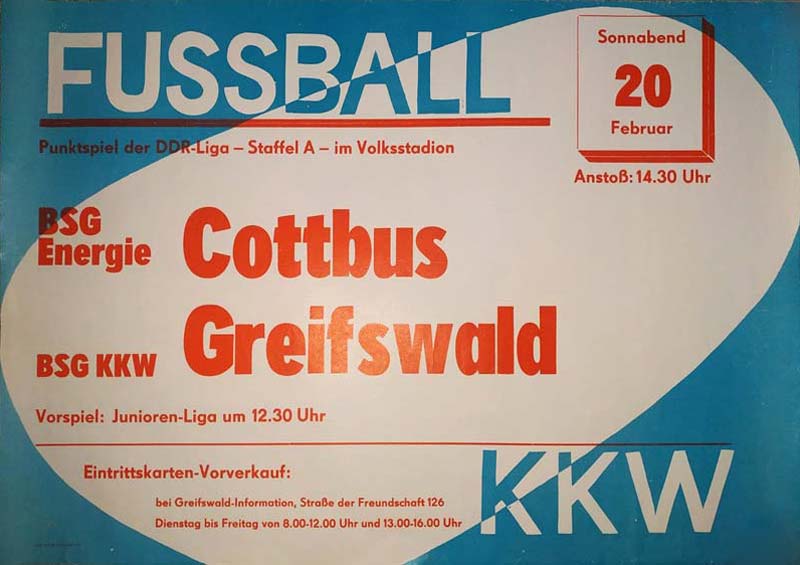 FUSSBALL
Sonnabend
20
Februar
Punktspiel der DDR-Liga – Staffel A – im Volksstadion
Anstoß: 14.30 Uhr
BSG
Energie
Cottbus
BSG KKW
Greifswald
Vorspiel: Junioren-Liga um 12.30 Uhr
Eintrittskarten-Vorverkauf:
bei Greifswald-Information, Straße der Freundschaft 126
Dienstag bis Freitag von 8.00-12.00 Uhr und 13.00-16.00 Uhr
KKW